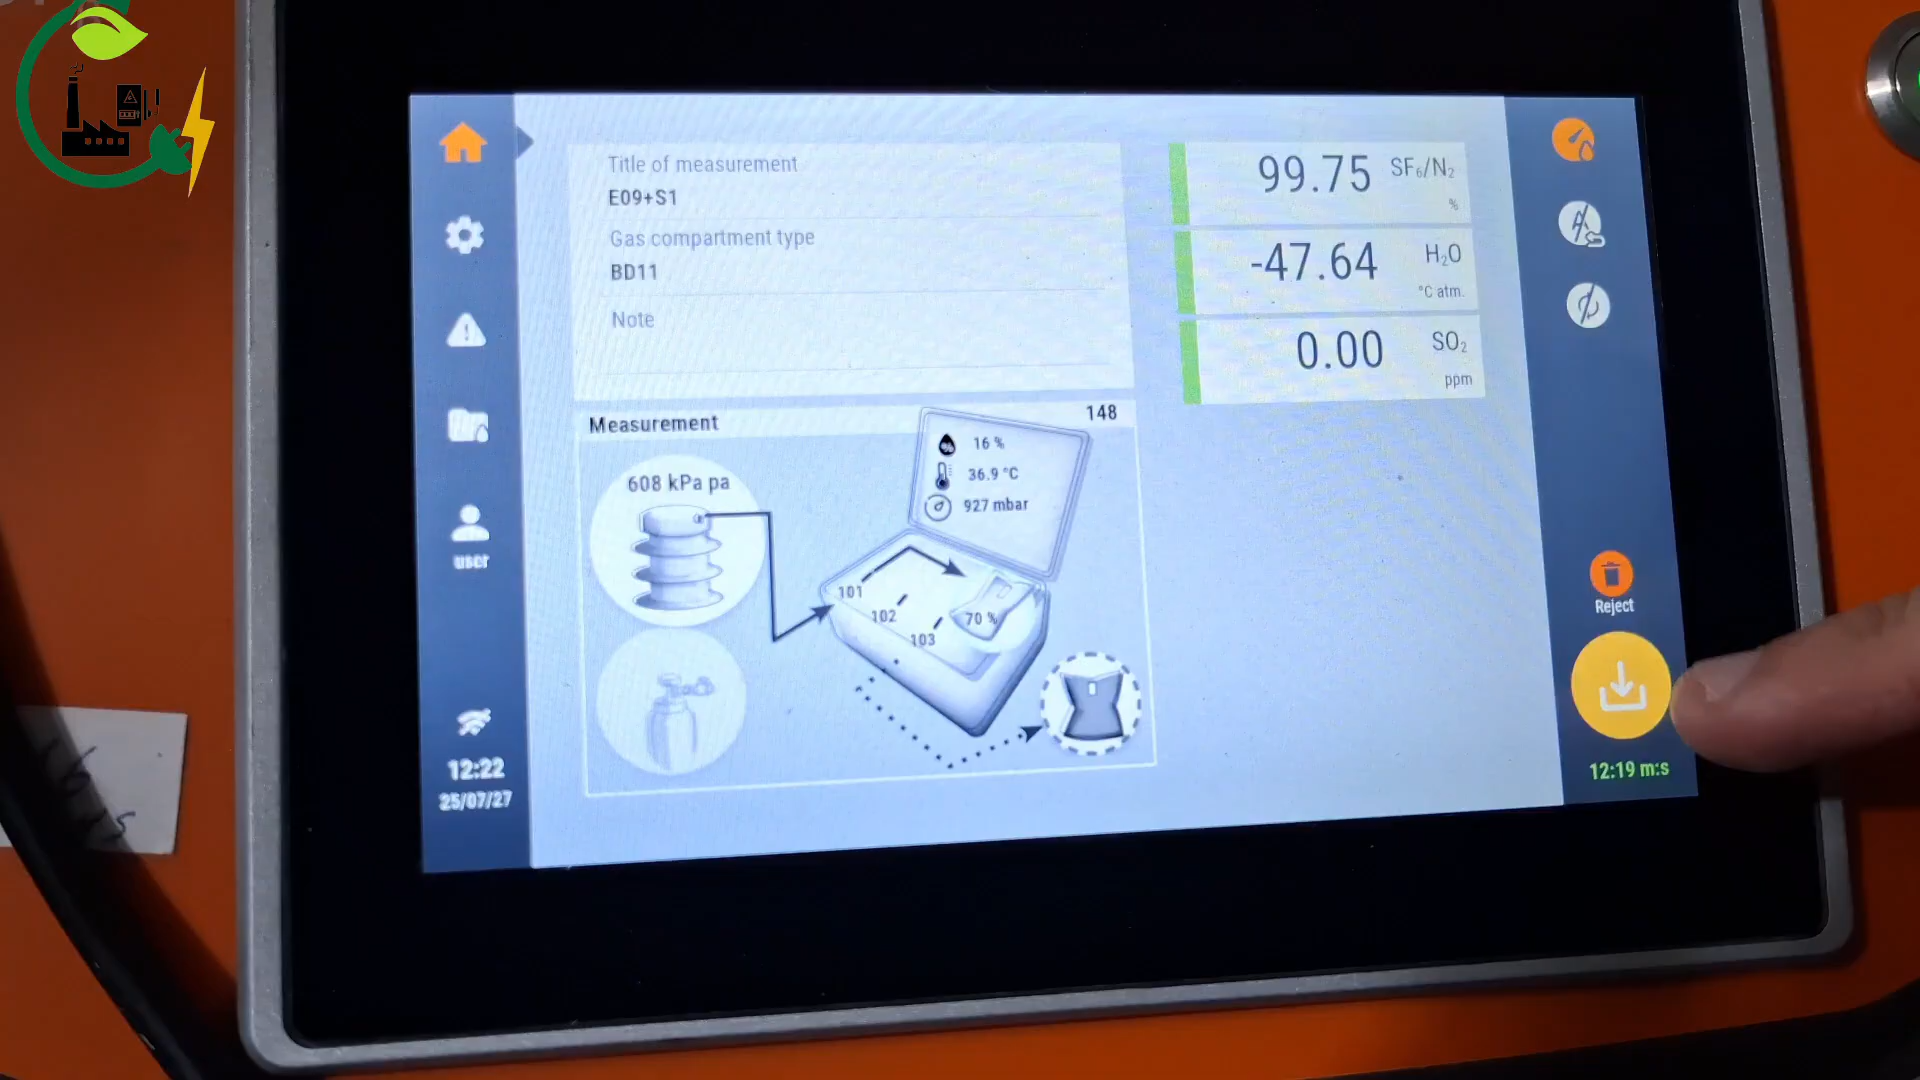 Title of measurement
E09+S1
Gas compartment type
BD11
Note
99.75 SF₆/N₂
%
-47.64 H₂O
°C atm.
0.00 SO₂
ppm
Measurement
148
608 kPa pa
16 %
36.9 °C
927 mbar
101
102
103
70 %
user
12:22
25/07/27
Reject
12:19 m:s